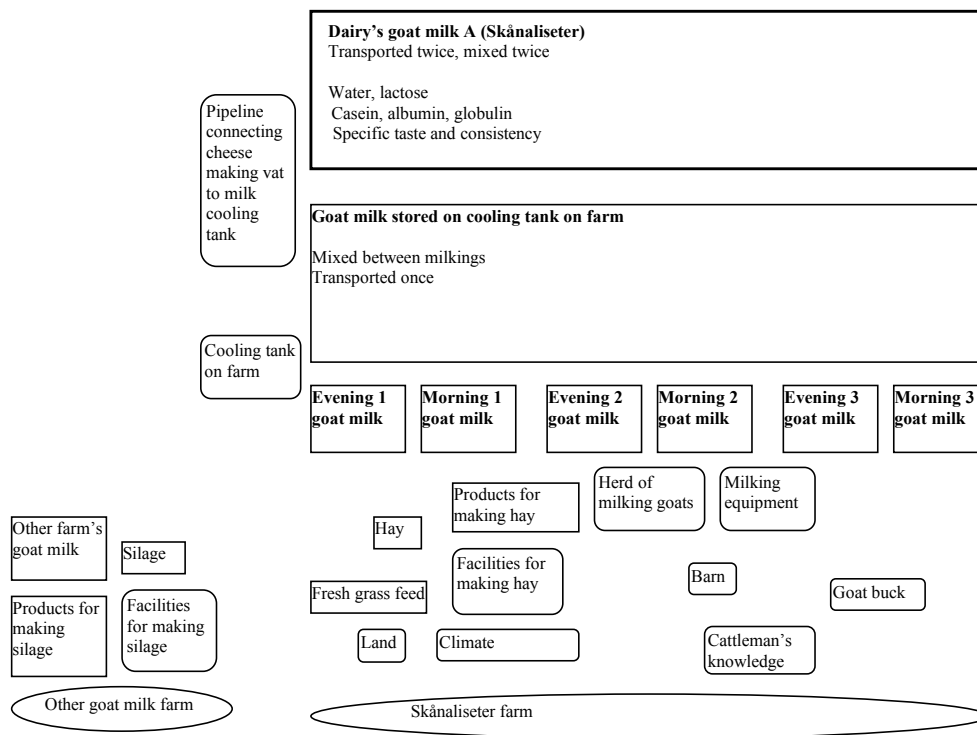 Dairy’s goat milk A (Skånaliseter)
Transported twice, mixed twice
Water, lactose
Casein, albumin, globulin
Specific taste and consistency
Pipeline
connecting
cheese
making vat
to milk
cooling
tank
Goat milk stored on cooling tank on farm
Mixed between milkings
Transported once
Cooling tank
on farm
Evening 1
goat milk
Morning 1
goat milk
Evening 2
goat milk
Morning 2
goat milk
Evening 3
goat milk
Morning 3
goat milk
Other farm’s
goat milk
Silage
Hay
Products for
making hay
Herd of
milking goats
Milking
equipment
Products for
making
silage
Facilities
for making
silage
Fresh grass feed
Facilities for
making hay
Barn
Goat buck
Land
Climate
Cattleman’s
knowledge
Other goat milk farm
Skånaliseter farm